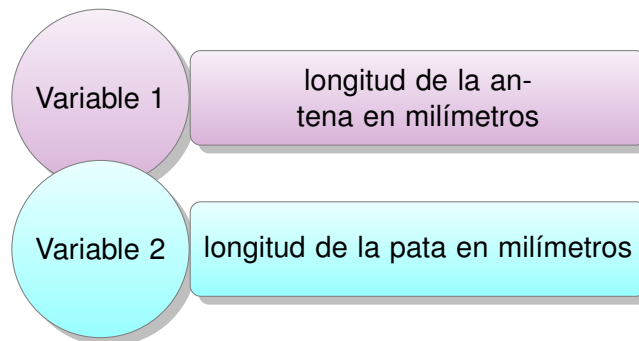 Variable 1
longitud de la an-
tena en milímetros
Variable 2
longitud de la pata en milímetros